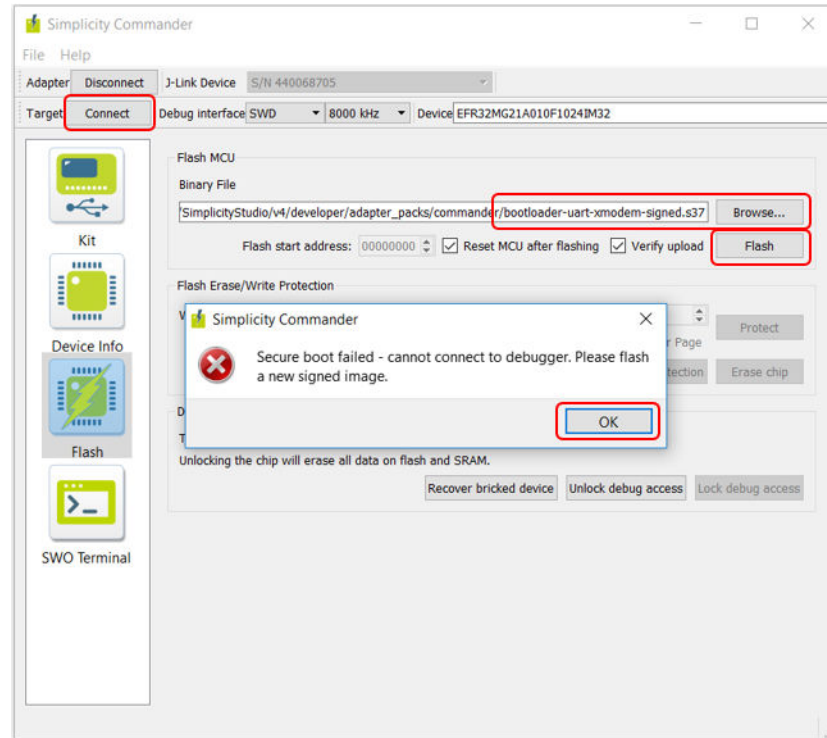 Simplicity Commander
File Help
Adapter Disconnect J-Link Device S/N 440068705
Target Connect Debug interface SWD 8000 kHz Device EFR32MG21A010F1024IM32
Flash MCU
Binary File
/SimplicityStudio/v4/developer/adapter_packs/commander/bootloader-uart-xmodem-signed.s37 Browse...
Flash start address: 00000000 Reset MCU after flashing Verify upload Flash
Kit
Flash Erase/Write Protection
Simplicity Commander
Protect
Page
Device Info
Secure boot failed - cannot connect to debugger. Please flash
a new signed image.
Erase chip
OK
Flash
Unlocking the chip will erase all data on flash and SRAM.
Recover bricked device Unlock debug access Lock debug access
SWO Terminal